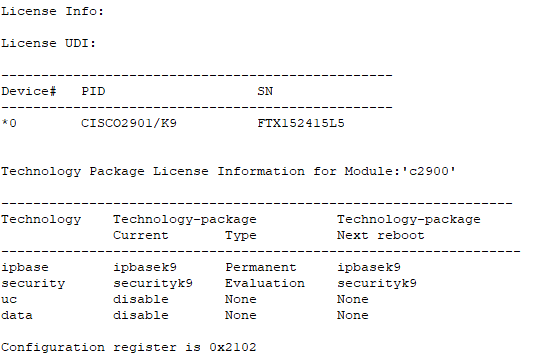 License Info:
License UDI:
-------------------------------------------------
Device#   PID                   SN
-------------------------------------------------
*0        CISCO2901/K9          FTX152415L5
Technology Package License Information for Module:'c2900'
----------------------------------------------------------------
Technology    Technology-package          Technology-package
              Current       Type          Next reboot
-----------------------------------------------------------------
ipbase        ipbasek9      Permanent     ipbasek9
security      securityk9    Evaluation    securityk9
uc            disable       None          None
data          disable       None          None
Configuration register is 0x2102